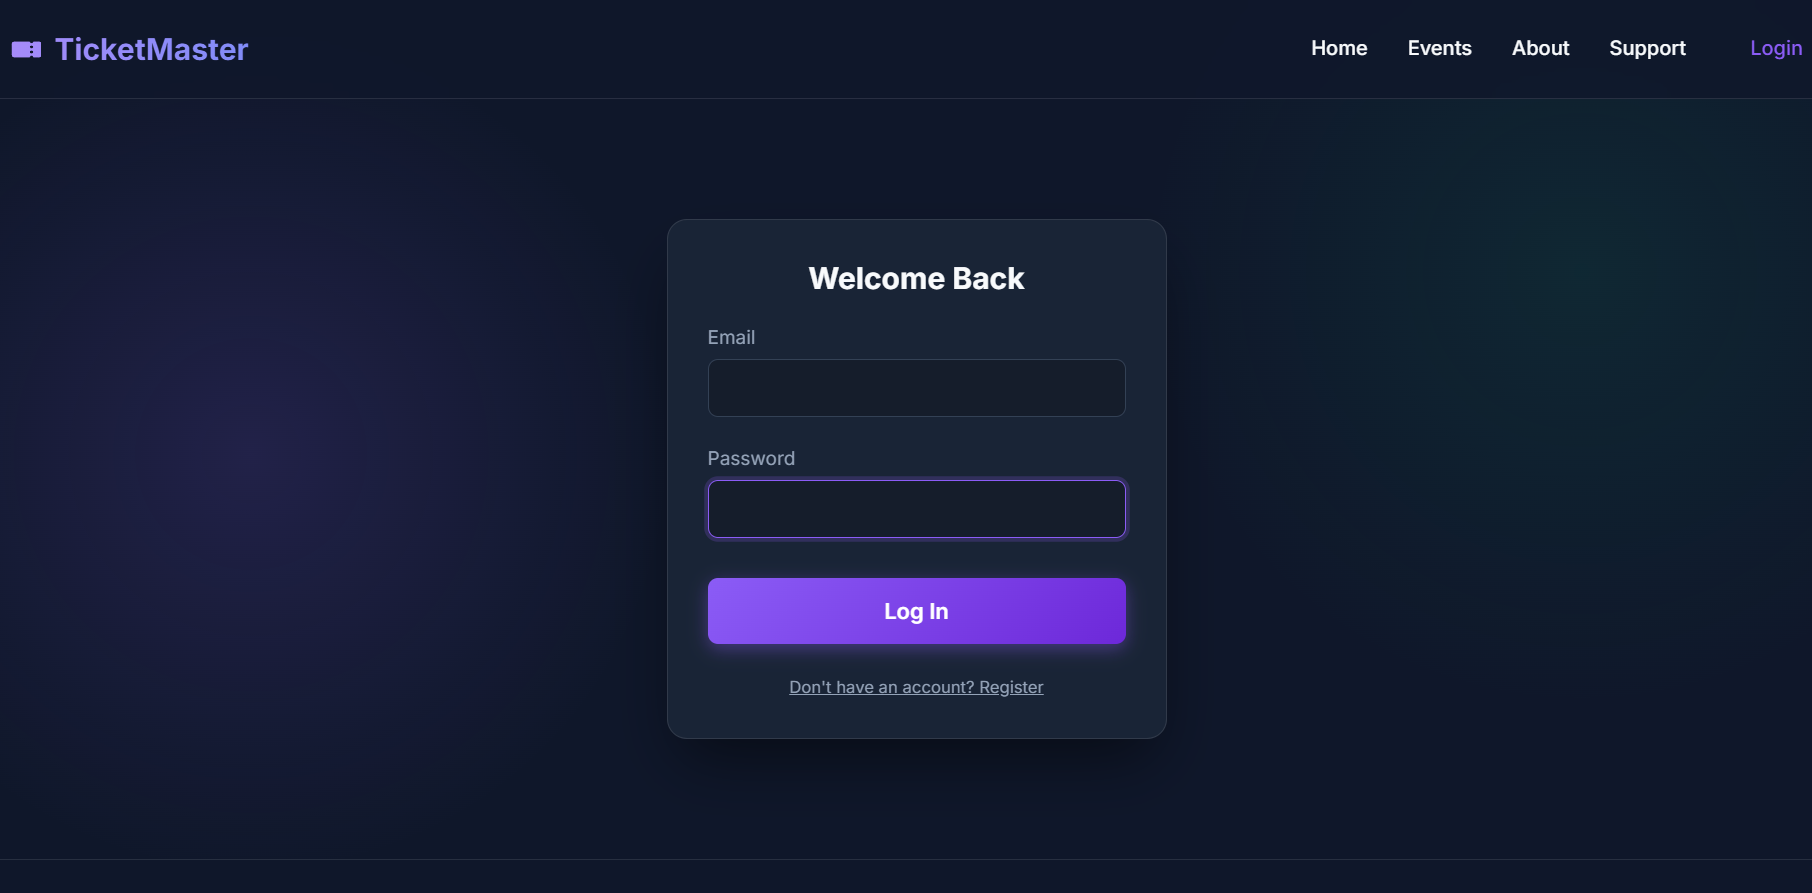 TicketMaster
Home
Events
About
Support
Login
Welcome Back
Email
Password
Log In
Don't have an account? Register